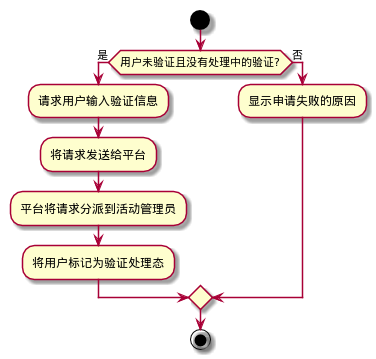 用户未验证且没有处理中的验证?
是
否
请求用户输入验证信息
显示申请失败的原因
将请求发送给平台
平台将请求分派到活动管理员
将用户标记为验证处理态